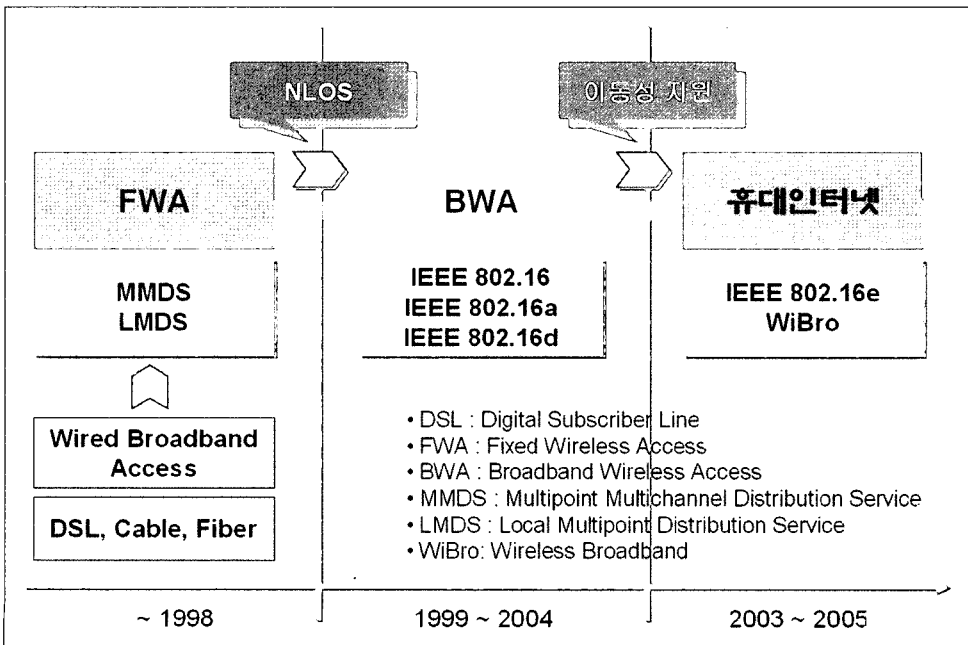 NLOS
이동성 지원
FWA
BWA
휴대인터넷
MMDS
LMDS
IEEE 802.16
IEEE 802.16a
IEEE 802.16d
IEEE 802.16e
WiBro
Wired Broadband
Access
DSL, Cable, Fiber
• DSL : Digital Subscriber Line
• FWA : Fixed Wireless Access
• BWA : Broadband Wireless Access
• MMDS : Multipoint Multichannel Distribution Service
• LMDS : Local Multipoint Distribution Service
• WiBro: Wireless Broadband
~ 1998
1999 ~ 2004
2003 ~ 2005